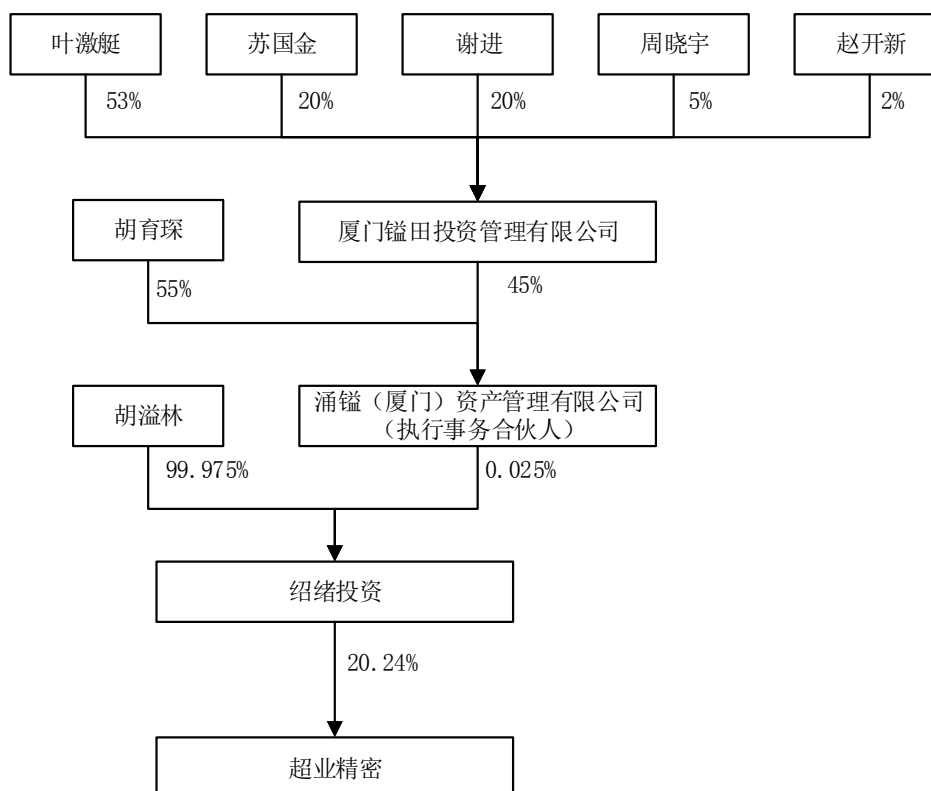 叶激艇
苏国金
谢进
周晓宇
赵开新
53%
20%
20%
5%
2%
胡育琛
厦门镒田投资管理有限公司
55%
45%
胡溢林
涌镒（厦门）资产管理有限公司
（执行事务合伙人）
99.975%
0.025%
绍绪投资
20.24%
超业精密